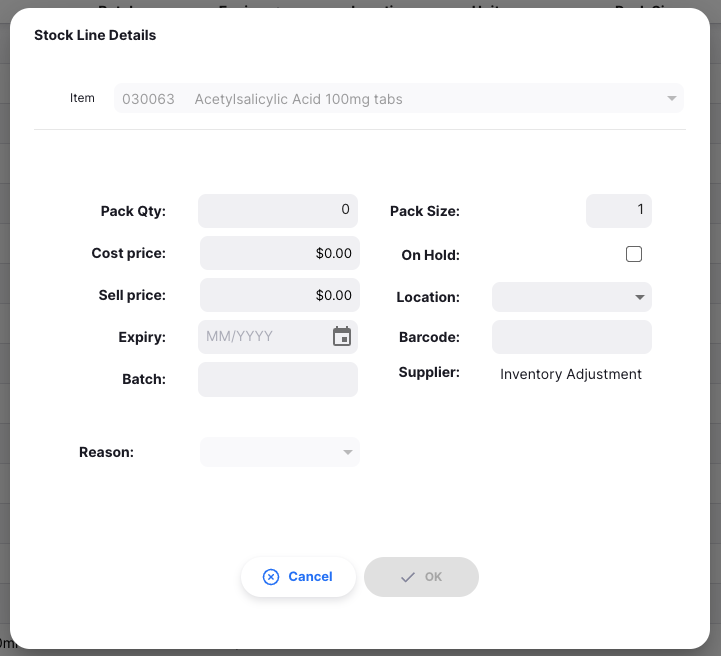 Stock Line Details
Item 030063 Acetylsalicylic Acid 100mg tabs
Pack Qty: 0 Pack Size: 1
Cost price: $0.00 On Hold:
Sell price: $0.00 Location:
Expiry: MM/YYYY Barcode:
Batch: Supplier: Inventory Adjustment
Reason:
Cancel OK